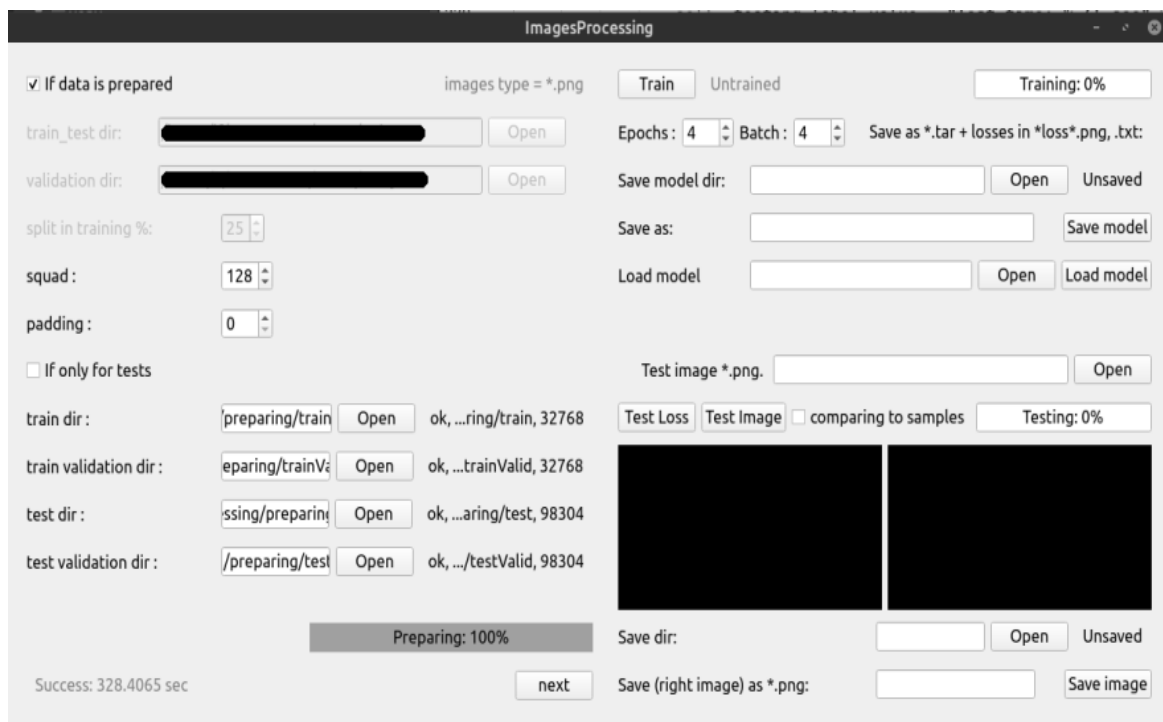 ImagesProcessing
If data is prepared
images type = *.png
train_test dir:
Open
validation dir:
Open
split in training %:
25
squad :
128
padding :
0
If only for tests
train dir :
/preparing/train
Open
ok, ...ring/train, 32768
train validation dir :
eparing/trainVa
Open
ok, ...trainValid, 32768
test dir :
ssing/preparing
Open
ok, ...aring/test, 98304
test validation dir :
/preparing/test
Open
ok, .../testValid, 98304
Preparing: 100%
Success: 328.4065 sec
next
Train
Untrained
Training: 0%
Epochs :
4
Batch :
4
Save as *.tar + losses in *loss*.png, .txt:
Save model dir:
Open
Unsaved
Save as:
Save model
Load model
Open
Load model
Test image *.png.
Open
Test Loss
Test Image
comparing to samples
Testing: 0%
Save dir:
Open
Unsaved
Save (right image) as *.png:
Save image